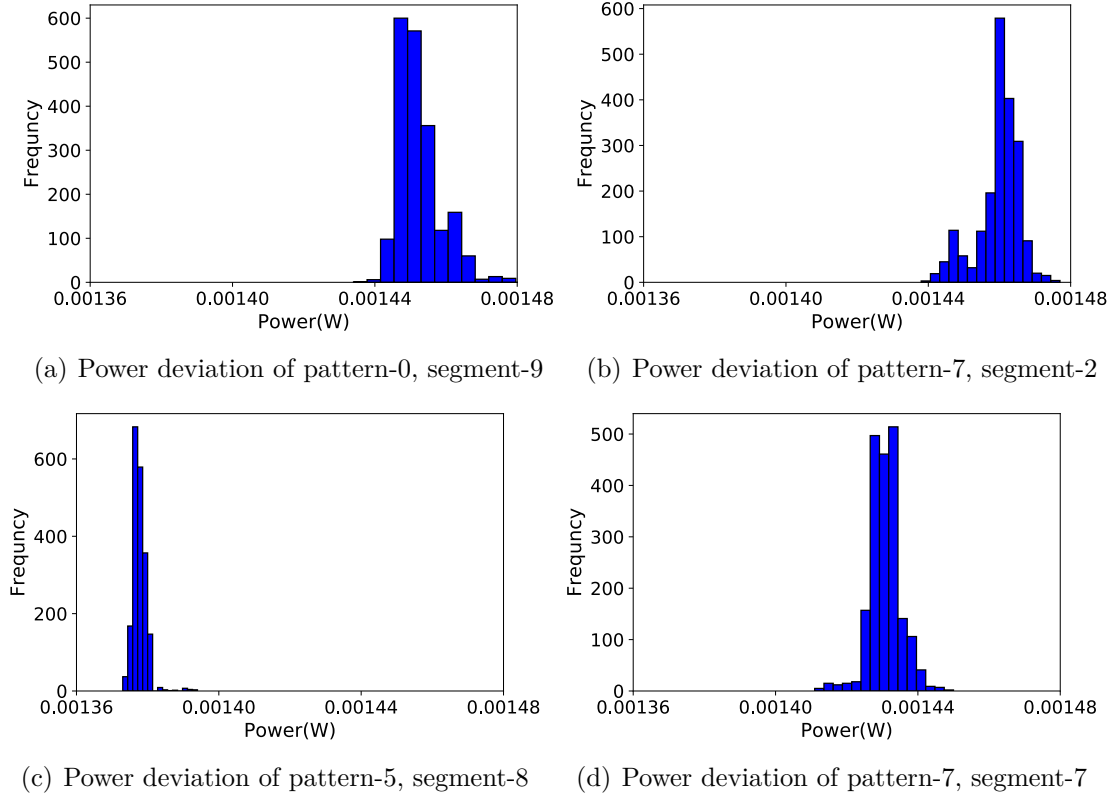 600
500
400
300
200
100
0
Frequncy
0.00136 0.00140 0.00144 0.00148
Power(W)
(a) Power deviation of pattern-0, segment-9
600
500
400
300
200
100
0
Frequncy
0.00136 0.00140 0.00144 0.00148
Power(W)
(b) Power deviation of pattern-7, segment-2
600
400
200
0
Frequncy
0.00136 0.00140 0.00144 0.00148
Power(W)
(c) Power deviation of pattern-5, segment-8
500
400
300
200
100
0
Frequncy
0.00136 0.00140 0.00144 0.00148
Power(W)
(d) Power deviation of pattern-7, segment-7